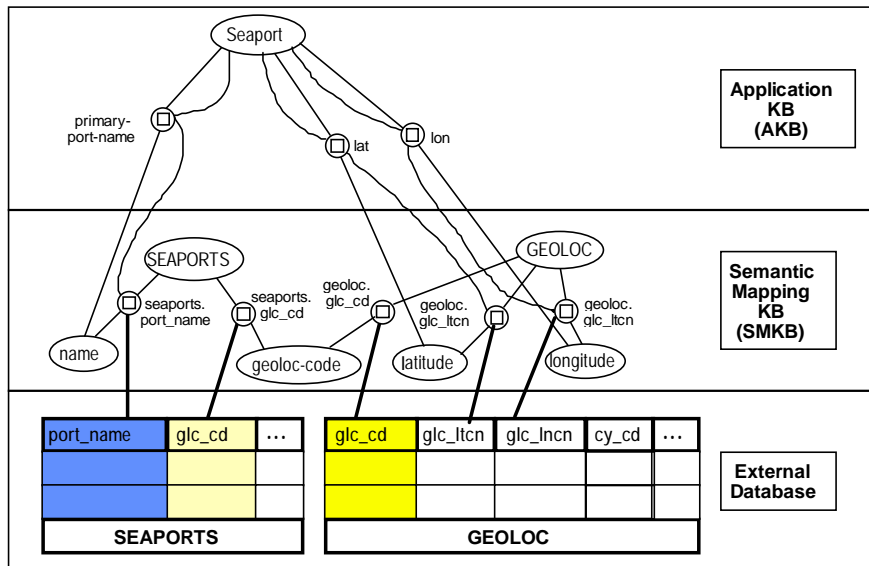 Seaport
primary-
port-name
lat
lon
Application
KB
(AKB)
SEAPORTS
GEOLOC
seaports.
port_name
seaports.
glc_cd
geoloc.
glc_cd
geoloc.
glc_ltcn
geoloc.
glc_ltcn
name
geoloc-code
latitude
longitude
Semantic
Mapping
KB
(SMKB)
port_name glc_cd ...
glc_cd glc_ltcn glc_lncn cy_cd ...
SEAPORTS
GEOLOC
External
Database